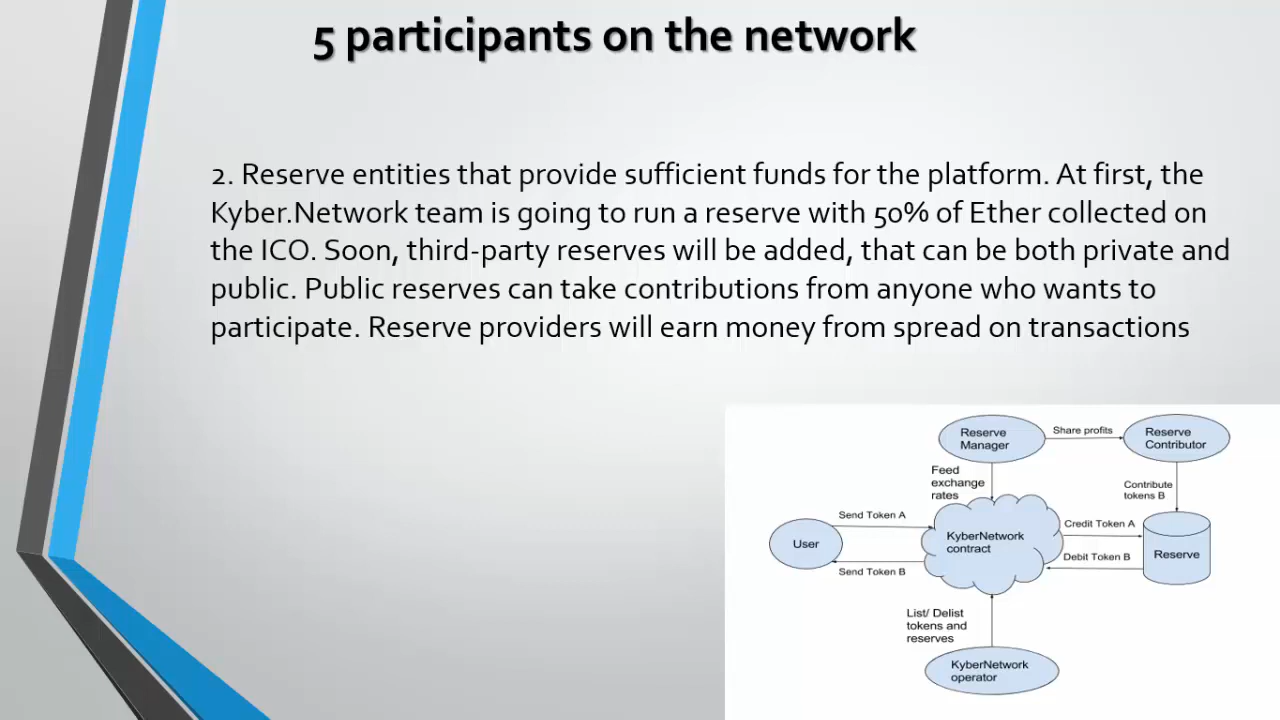 5 participants on the network
2. Reserve entities that provide sufficient funds for the platform. At first, the
Kyber.Network team is going to run a reserve with 50% of Ether collected on
the ICO. Soon, third-party reserves will be added, that can be both private and
public. Public reserves can take contributions from anyone who wants to
participate. Reserve providers will earn money from spread on transactions
Reserve
Manager
Share profits
Reserve
Contributor
Feed
exchange
rates
Contribute
tokens B
Send Token A
Credit Token A
User
KyberNetwork
contract
Reserve
Debit Token B
Send Token B
List/ Delist
tokens and
reserves
KyberNetwork
operator